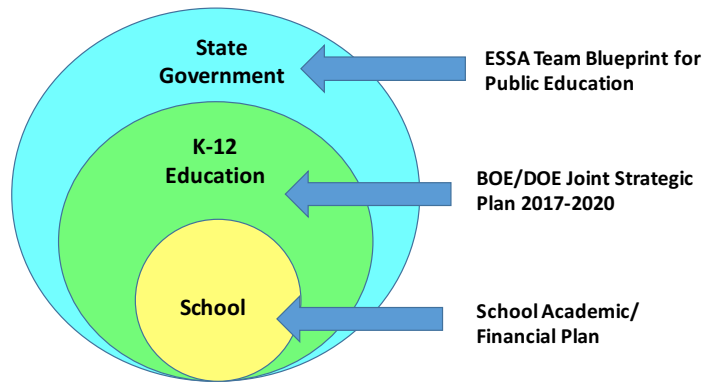 State
Government
ESSA Team Blueprint for
Public Education
K-12
Education
BOE/DOE Joint Strategic
Plan 2017-2020
School
School Academic/
Financial Plan